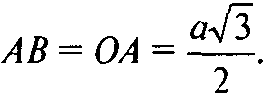 AB = OA = \frac{a\sqrt{3}}{2}.